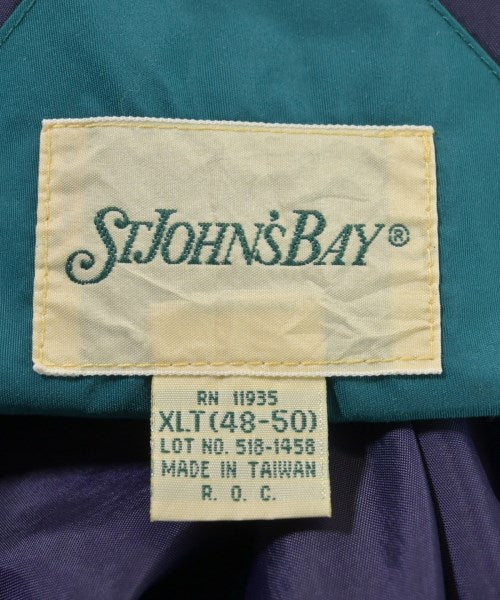 ST.JOHN'S BAY®
RN 11935
XLT(48-50)
LOT NO. 518-1458
MADE IN TAIWAN
R. O. C.